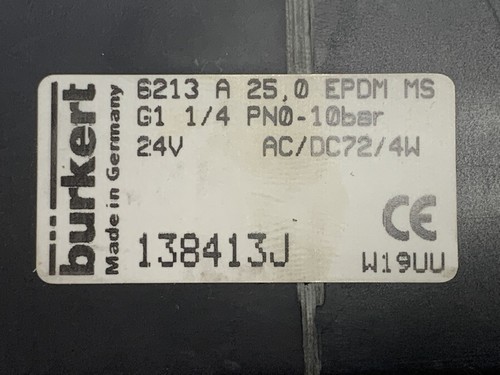 bürkert
Made in Germany
6213 A 25,0 EPDM MS
G1 1/4 PN0-10bar
24V AC/DC72/4W
138413J
CE
W19UU